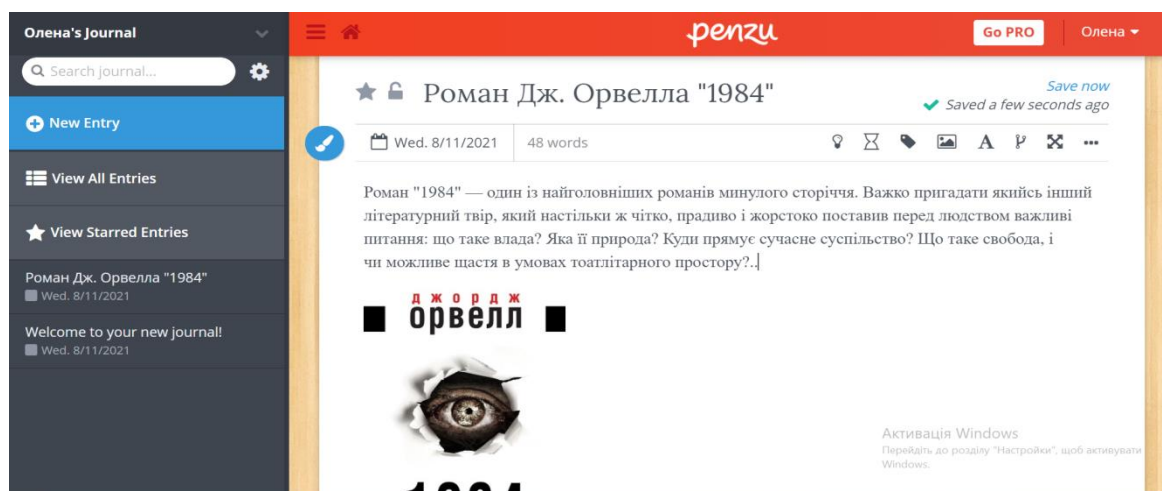 Олена's Journal
Search journal...
New Entry
View All Entries
View Starred Entries
Роман Дж. Орвелла "1984"
Wed. 8/11/2021
Welcome to your new journal!
Wed. 8/11/2021
penzu
Go PRO
Олена
Роман Дж. Орвелла "1984"
Save now
Saved a few seconds ago
Wed. 8/11/2021
48 words
Роман "1984" — один із найголовніших романів минулого сторіччя. Важко пригадати якийсь інший
літературний твір, який настільки ж чітко, прадиво і жорстоко поставив перед людством важливі
питання: що таке влада? Яка її природа? Куди прямує сучасне суспільство? Що таке свобода, і
чи можливе щастя в умовах тоатлітарного простору?..
джордж
орвелл
1984
Активація Windows
Перейдіть до розділу "Настройки", щоб активувати
Windows.